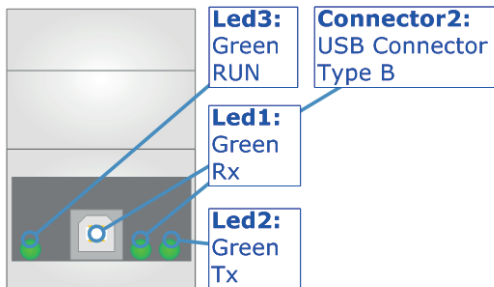 Led3:
Green
RUN
Connector2:
USB Connector
Type B
Led1:
Green
Rx
Led2:
Green
Tx